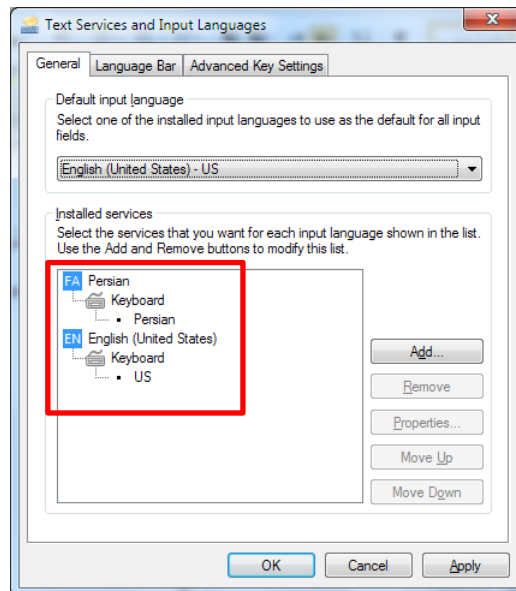 Text Services and Input Languages
General Language Bar Advanced Key Settings
Default input language
Select one of the installed input languages to use as the default for all input
fields.
English (United States) - US
Installed services
Select the services that you want for each input language shown in the list.
Use the Add and Remove buttons to modify this list.
FA Persian
Keyboard
Persian
EN English (United States)
Keyboard
US
Add...
Remove
Properties...
Move Up
Move Down
OK Cancel Apply